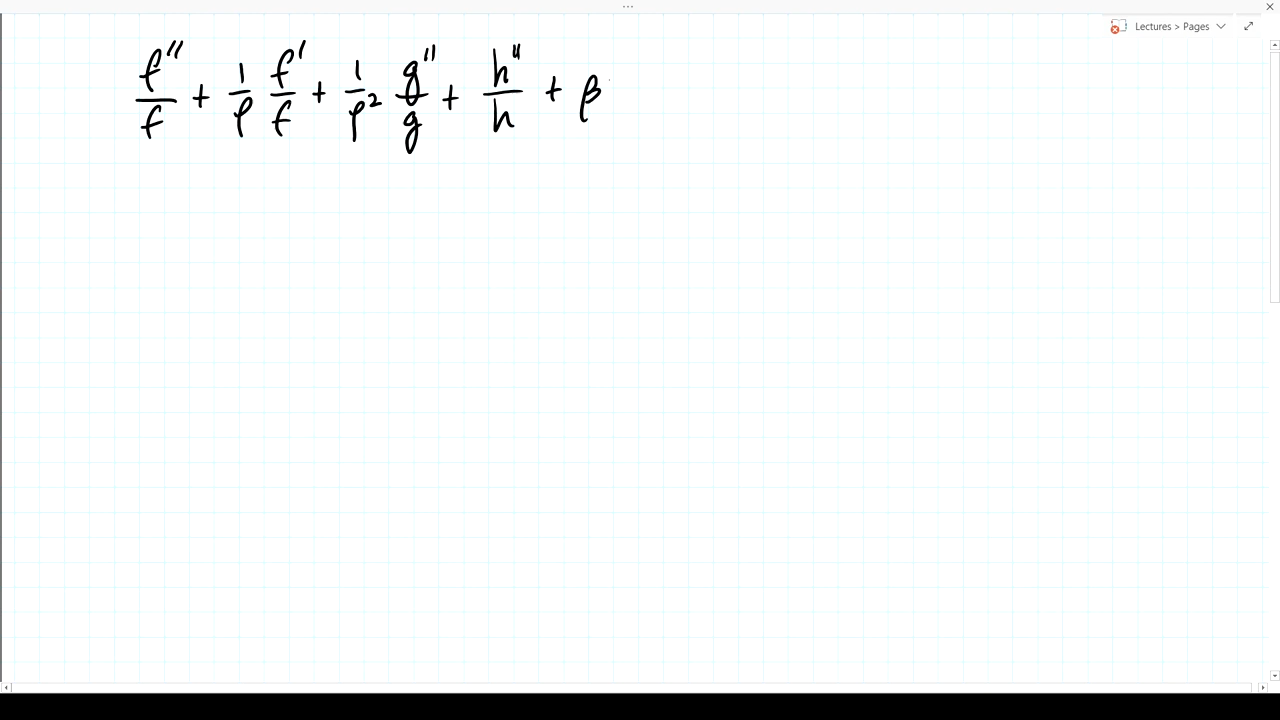 Lectures > Pages
f''/f + 1/ρ f'/f + 1/ρ² g''/g + h''/h + β